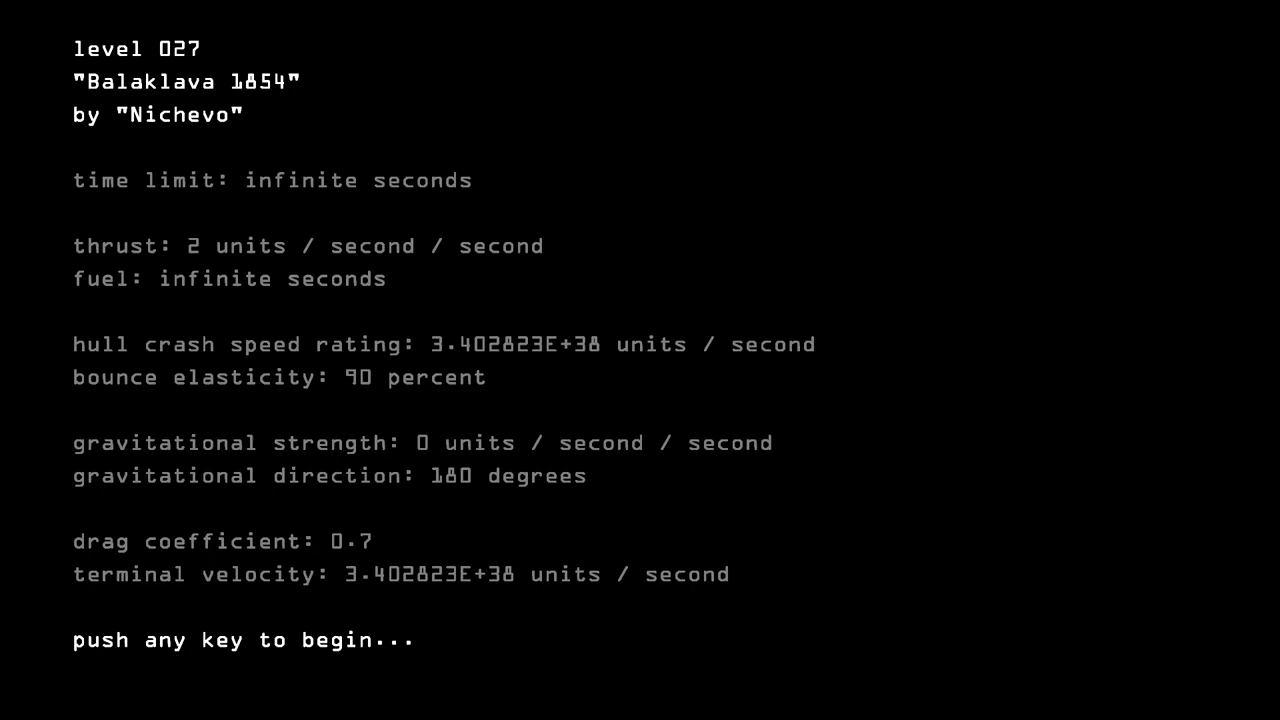 level 027
"Balaklava 1854"
by "Nichevo"
time limit: infinite seconds
thrust: 2 units / second / second
fuel: infinite seconds
hull crash speed rating: 3.402823E+38 units / second
bounce elasticity: 90 percent
gravitational strength: 0 units / second / second
gravitational direction: 180 degrees
drag coefficient: 0.7
terminal velocity: 3.402823E+38 units / second
push any key to begin...